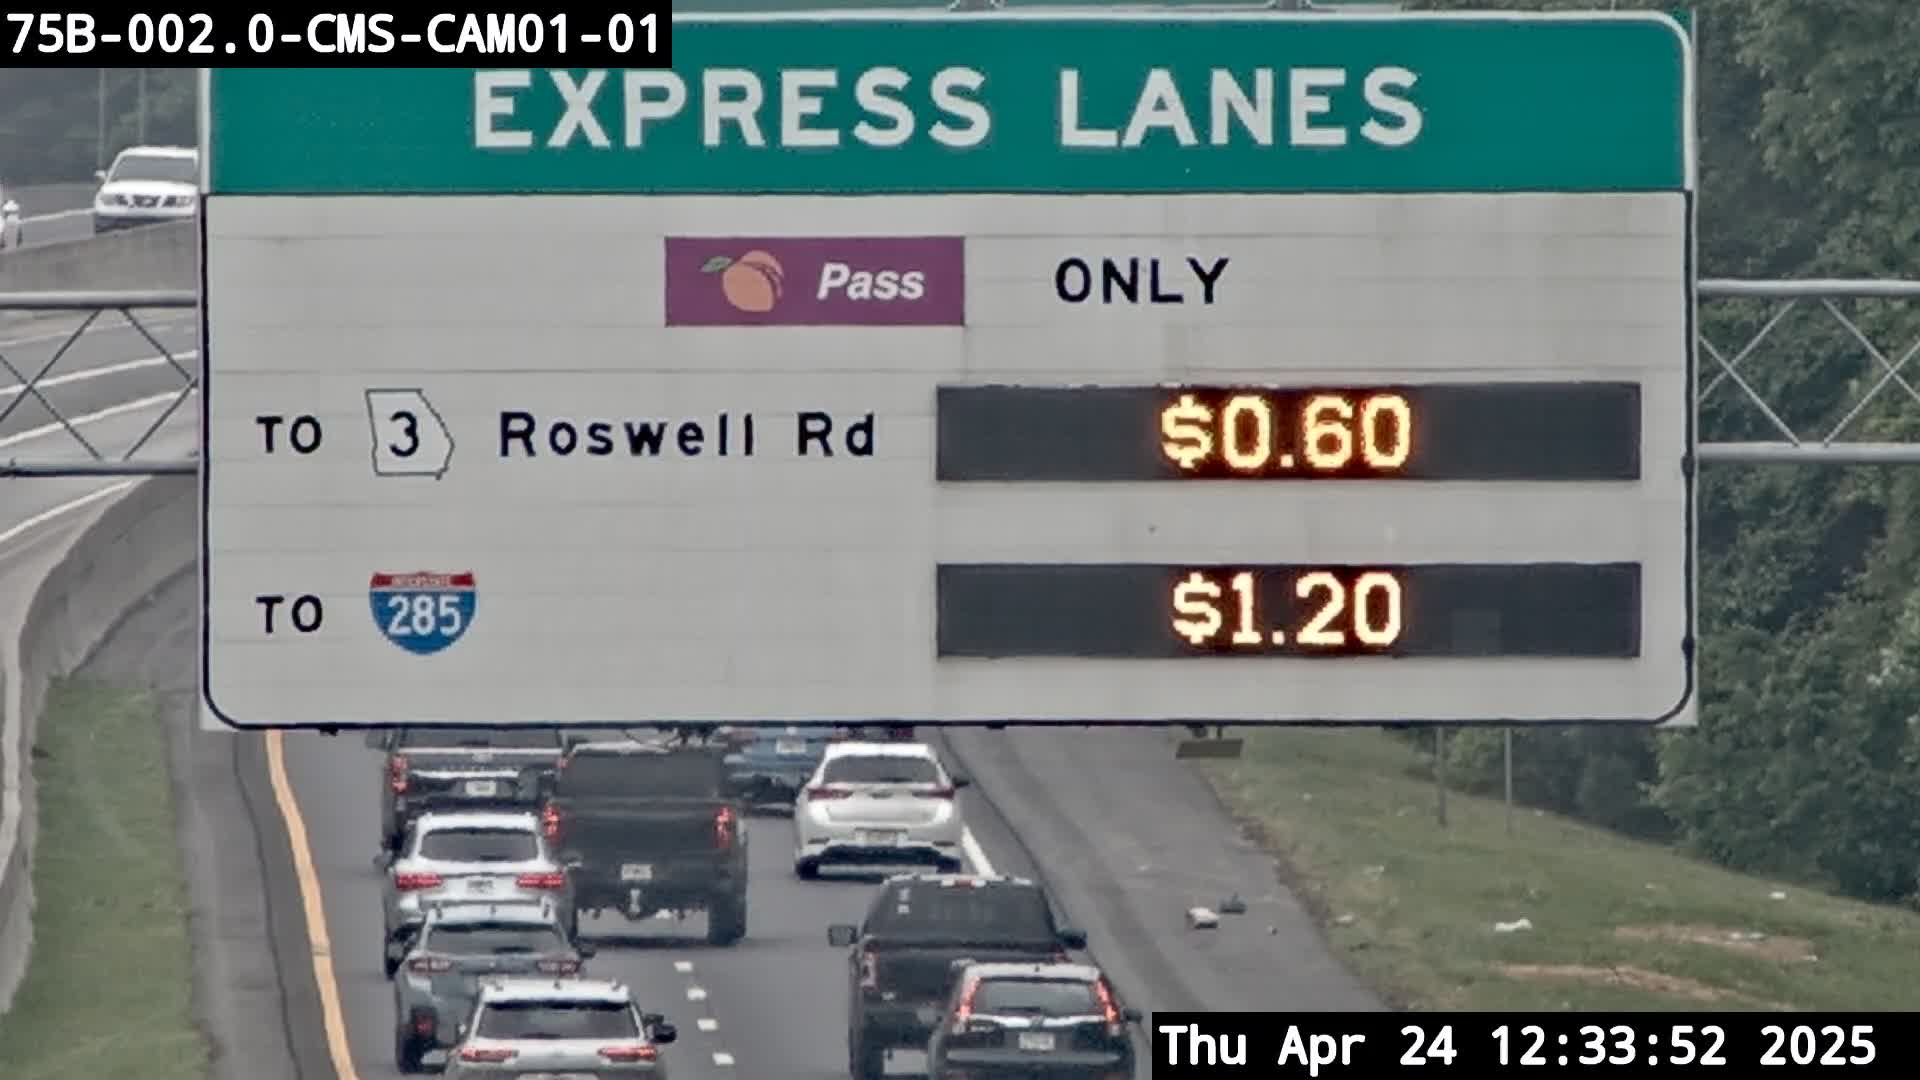 75B-002.0-CMS-CAM01-01
EXPRESS LANES
Pass ONLY
TO 3 Roswell Rd $0.60
TO INTERSTATE 285 $1.20
Thu Apr 24 12:33:52 2025